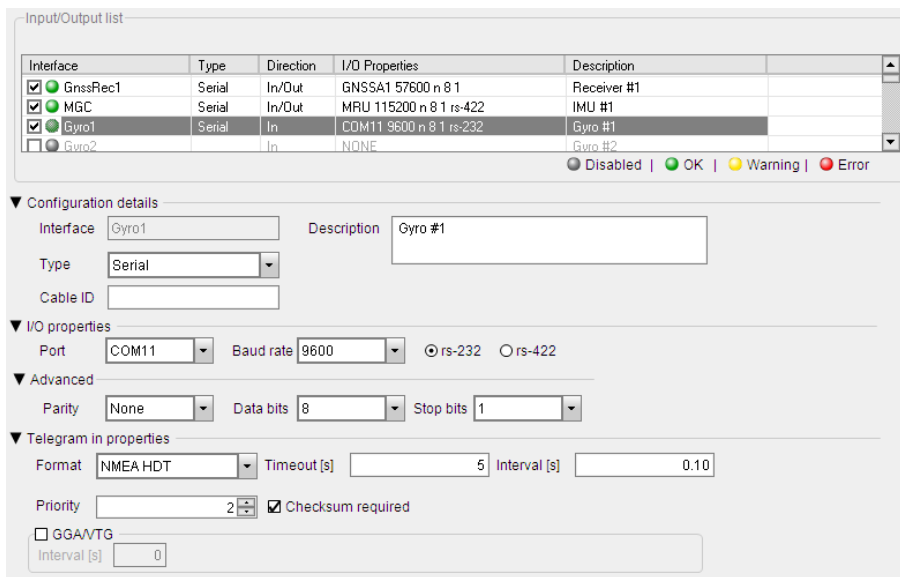 Input/Output list
Interface Type Direction I/O Properties Description
GnssRec1 Serial In/Out GNSSA1 57600 n 8 1 Receiver #1
MGC Serial In/Out MRU 115200 n 8 1 rs-422 IMU #1
Gyro1 Serial In COM11 9600 n 8 1 rs-232 Gyro #1
Gyro2 In NONE Gyro #2
Disabled | OK | Warning | Error
Configuration details
Interface Gyro1 Description Gyro #1
Type Serial
Cable ID
I/O properties
Port COM11 Baud rate 9600 rs-232 rs-422
Advanced
Parity None Data bits 8 Stop bits 1
Telegram in properties
Format NMEA HDT Timeout [s] 5 Interval [s] 0.10
Priority 2 Checksum required
GGA/VTG
Interval [s] 0